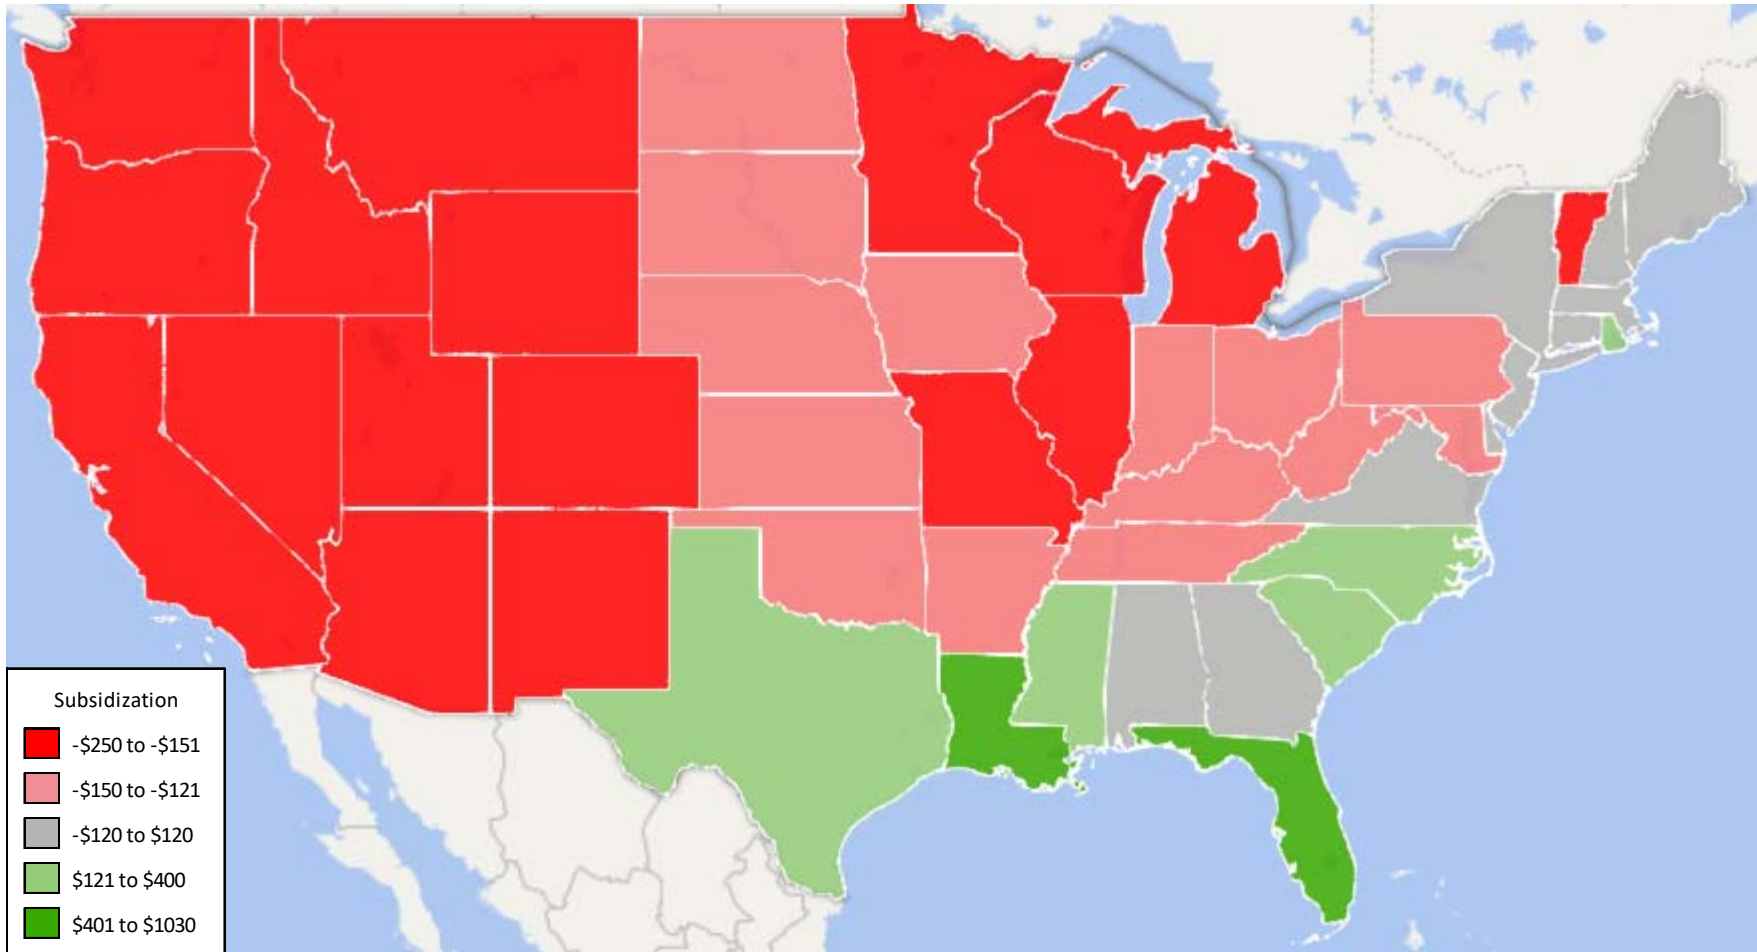 Subsidization
-$250 to -$151
-$150 to -$121
-$120 to $120
$121 to $400
$401 to $1030